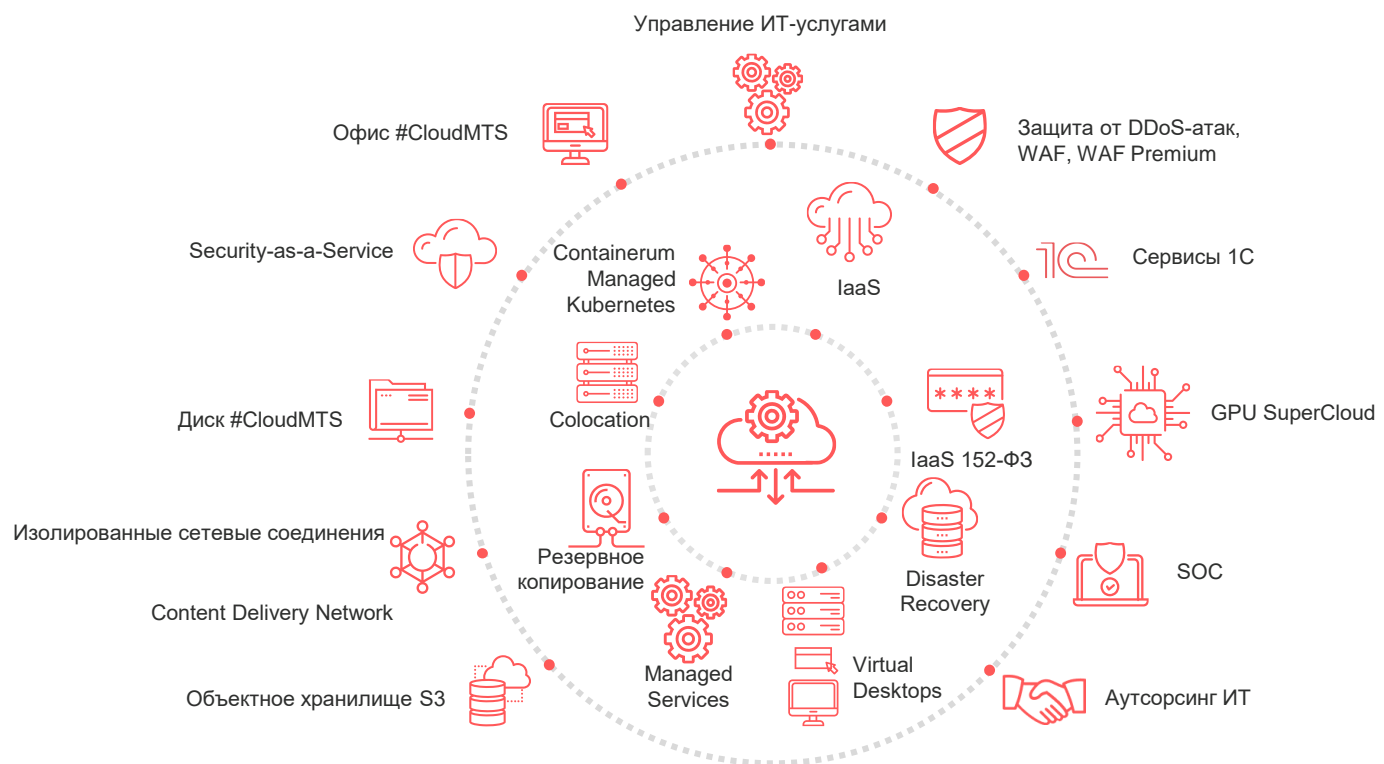 Управление ИТ-услугами
Офис #CloudMTS
Защита от DDoS-атак,
WAF, WAF Premium
Security-as-a-Service
Containerum
Managed
Kubernetes
IaaS
1С
Сервисы 1С
Диск #CloudMTS
Colocation
****
IaaS 152-ФЗ
GPU SuperCloud
Изолированные сетевые соединения
Резервное
копирование
Disaster
Recovery
SOC
Content Delivery Network
Managed
Services
Virtual
Desktops
Объектное хранилище S3
Аутсорсинг ИТ